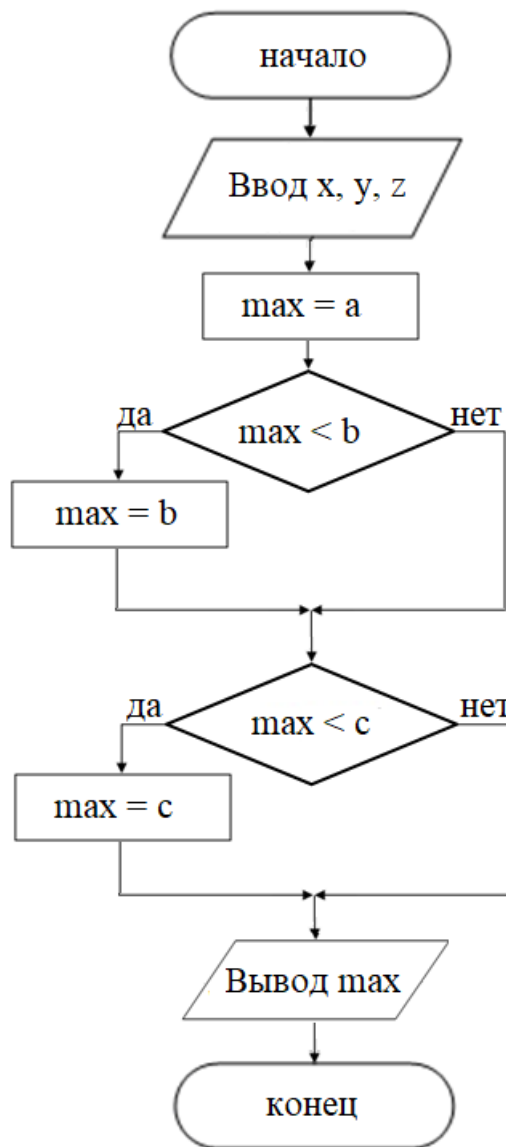 начало
Ввод x, y, z
max = a
да
нет
max < b
max = b
да
нет
max < c
max = c
Вывод max
конец